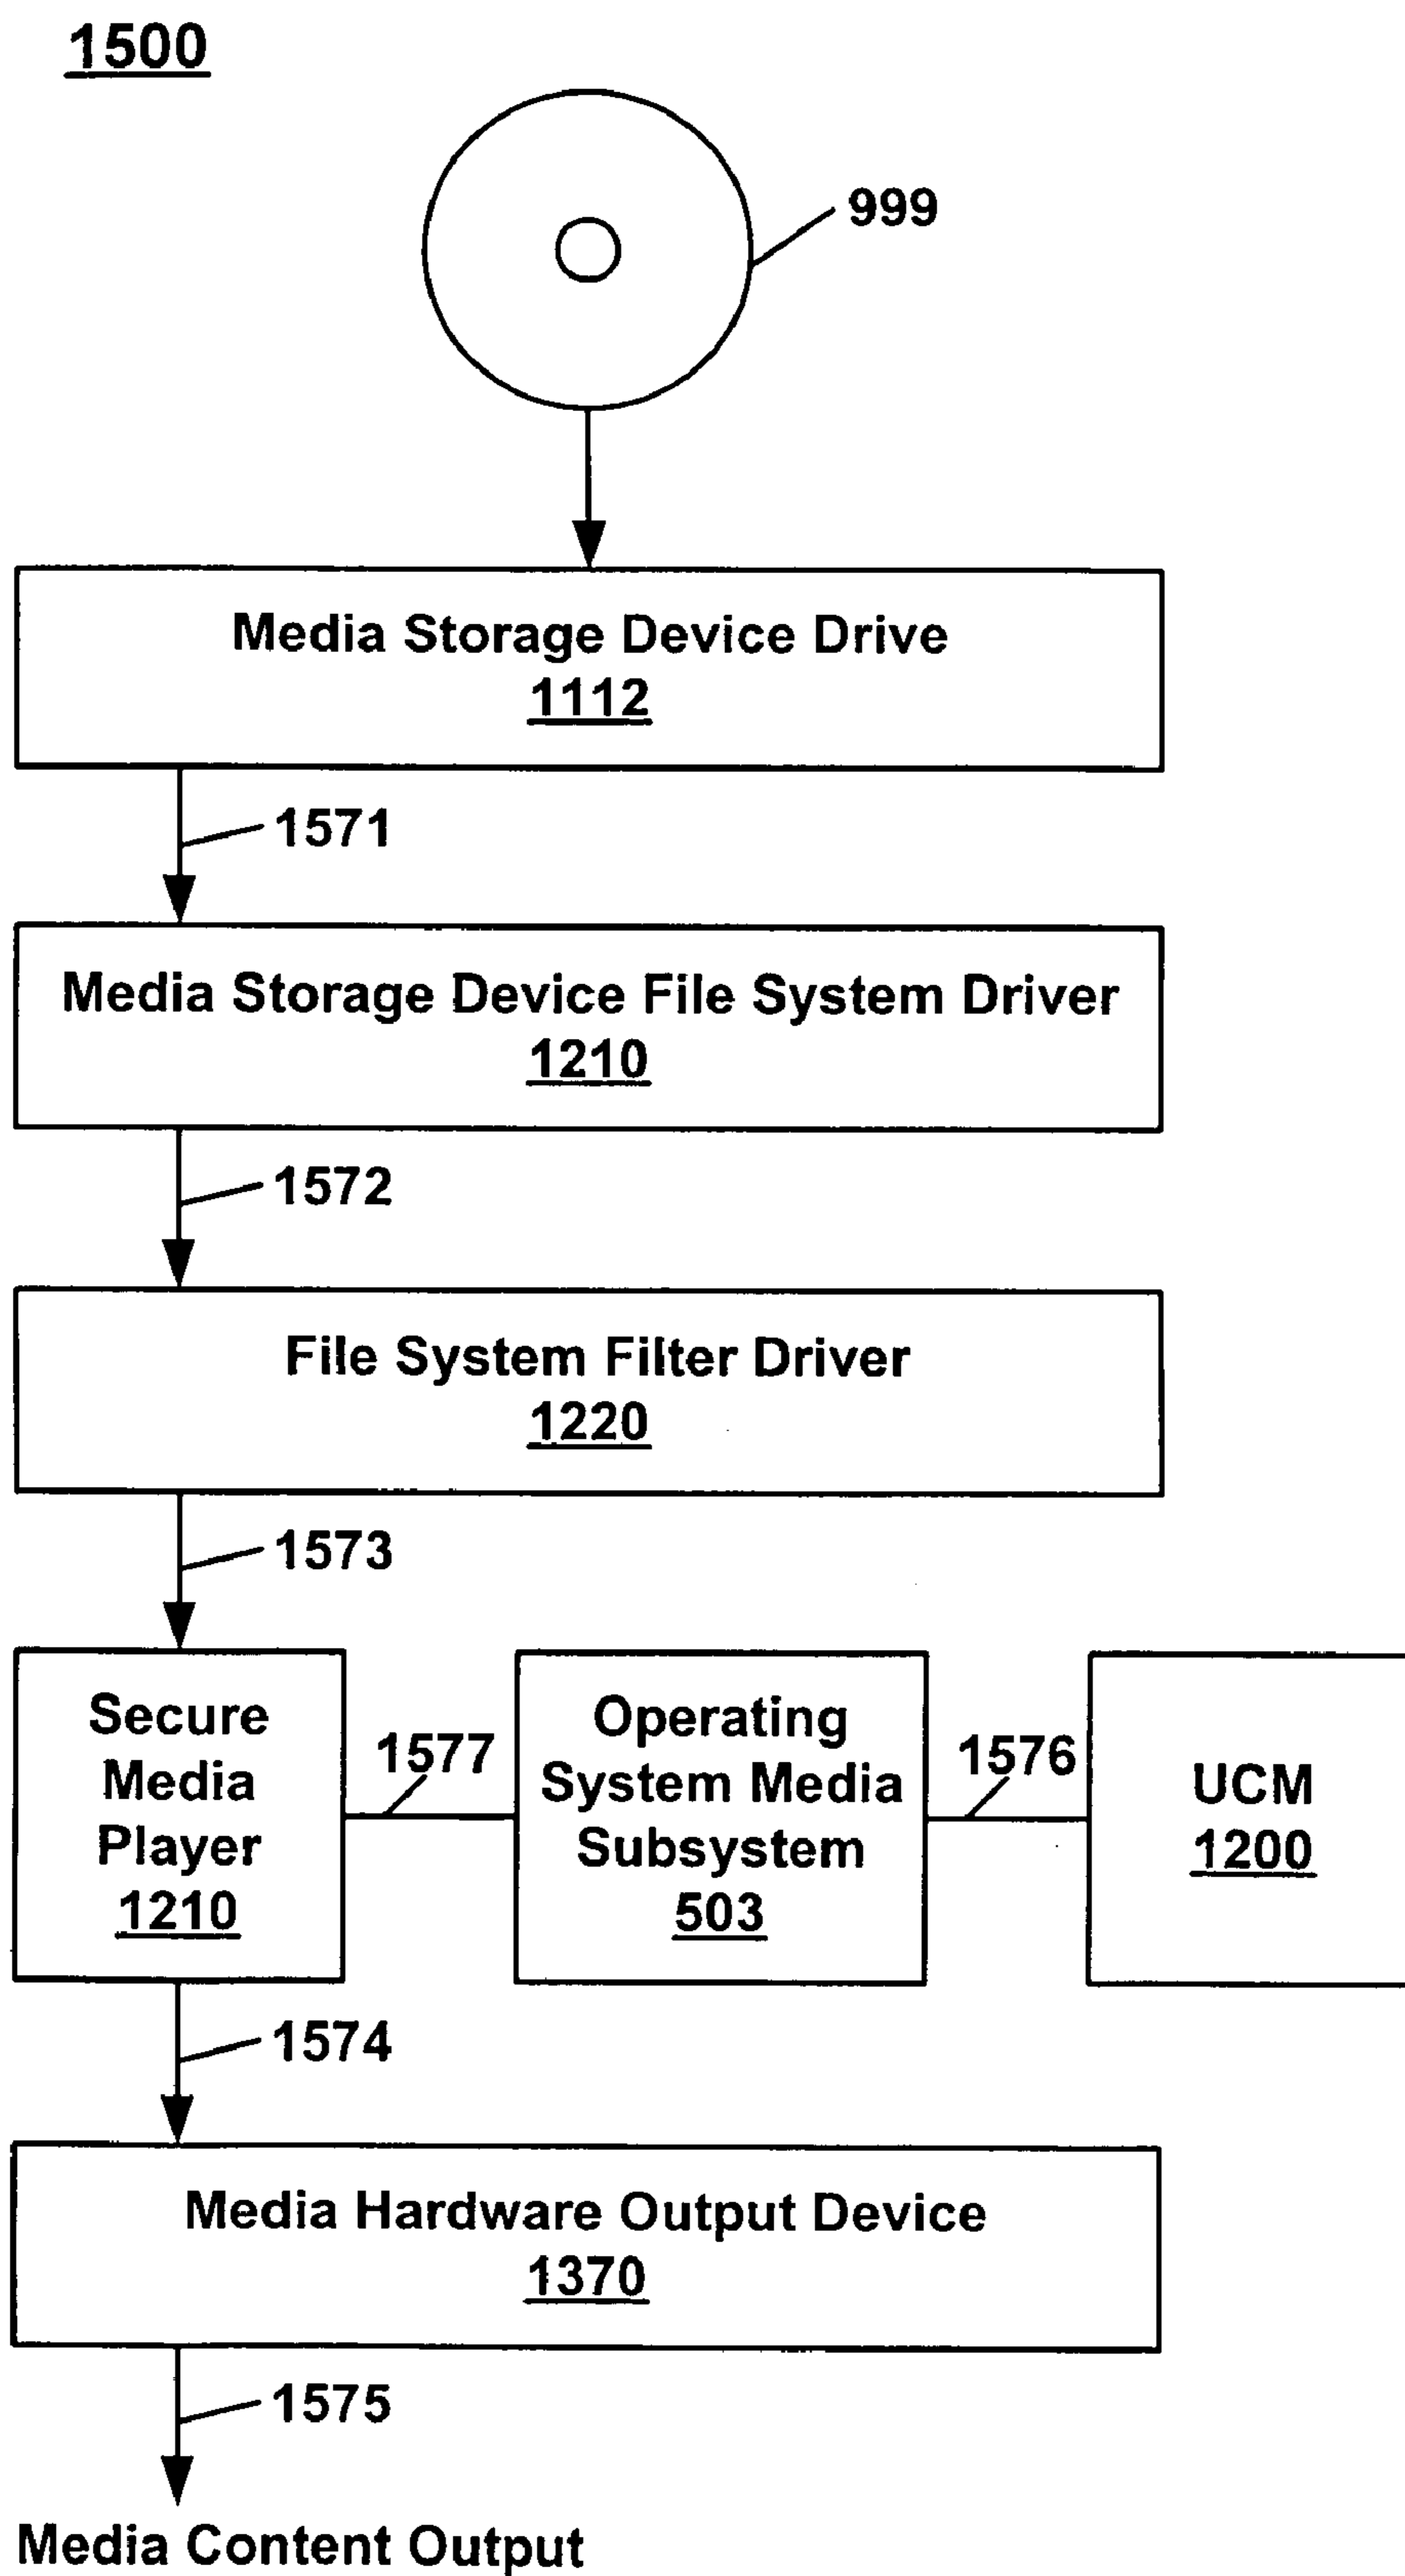 1500
999
Media Storage Device Drive
1112
1571
Media Storage Device File System Driver
1210
1572
File System Filter Driver
1220
1573
Secure
Media
Player
1210
1577
Operating
System Media
Subsystem
503
1576
UCM
1200
1574
Media Hardware Output Device
1370
1575
Media Content Output